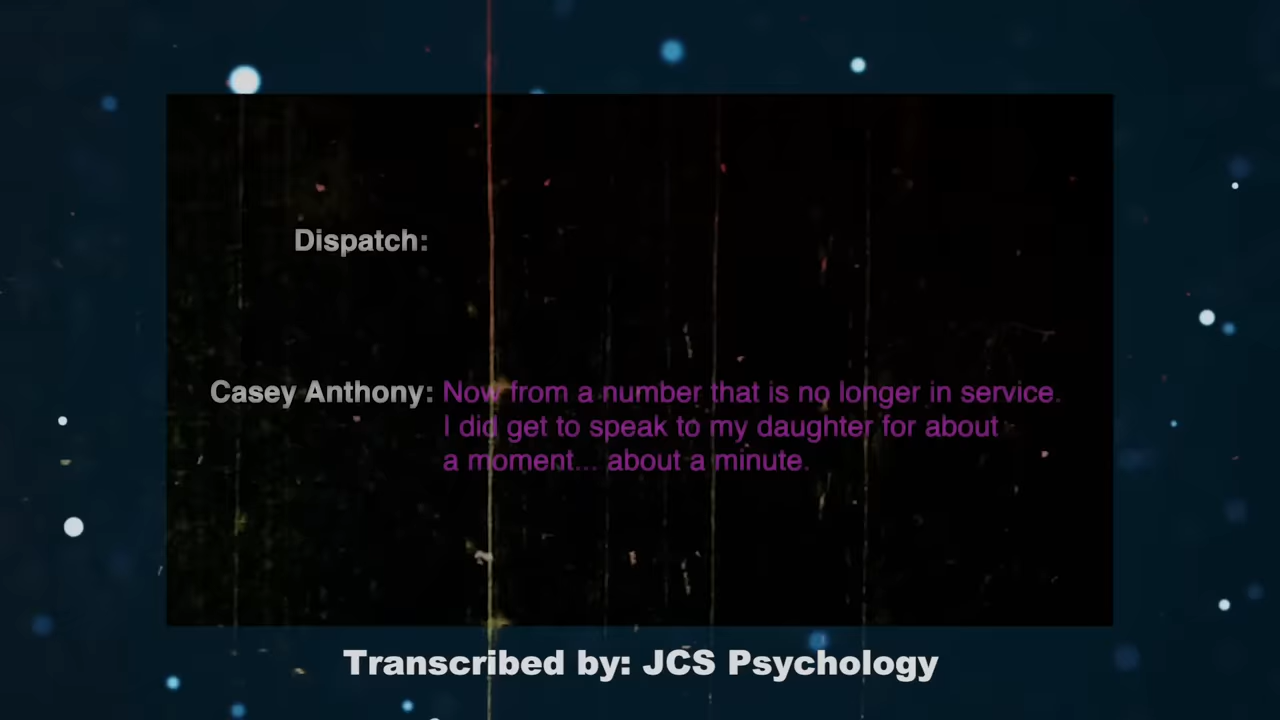 Dispatch:
Casey Anthony: Now from a number that is no longer in service.
I did get to speak to my daughter for about
a moment... about a minute.
Transcribed by: JCS Psychology